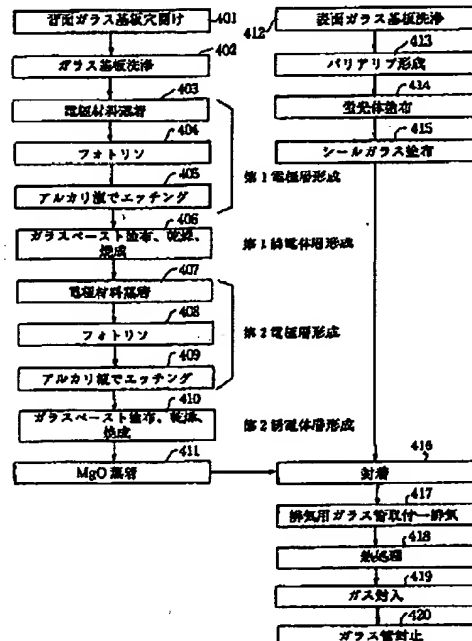 背面ガラス基板穴開け
401
402
ガラス基板洗浄
403
電極材料蒸着
404
フォトリソ
405
アルカリ液でエッチング
第1電極層形成
406
ガラスペースト塗布、乾燥、
焼成
第1誘電体層形成
407
電極材料蒸着
408
フォトリソ
409
アルカリ液でエッチング
第2電極層形成
410
ガラスペースト塗布、乾燥、
焼成
第2誘電体層形成
411
MgO蒸着
412
表面ガラス基板洗浄
413
バリアリブ形成
414
蛍光体塗布
415
シールガラス塗布
416
封着
417
排気用ガラス管取付一排気
418
熱処理
419
ガス封入
420
ガラス管封止